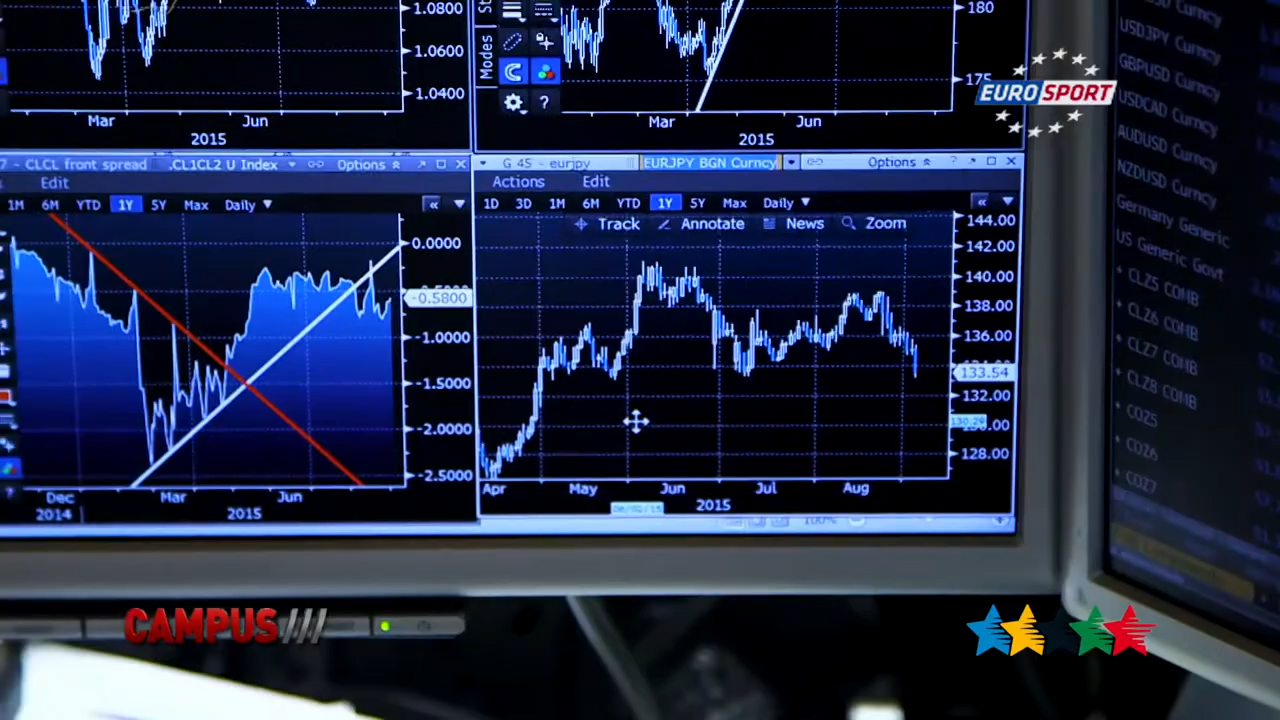 1.0800
1.0600
1.0400
Mar Jun
2015
Modes
?
180
175
Mar Jun
2015
EUROSPORT
- CLCL front spread .CL1CL2 U Index Options
Edit
1M 6M YTD 1Y 5Y Max Daily
0.0000
-0.5800
-1.0000
-1.5000
-2.0000
-2.5000
Dec Mar Jun
2014 2015
G 45 - eurjpy EURJPY BGN Curncy Options
Actions Edit
1D 3D 1M 6M YTD 1Y 5Y Max Daily
Track Annotate News Zoom
144.00
142.00
140.00
138.00
136.00
133.54
132.00
128.00
Apr May Jun Jul Aug
2015
100%
USDJPY Curncy
GBPUSD Curncy
USDCAD Curncy
AUDUSD Curncy
NZDUSD Curncy
Germany Generic
US Generic Govt
CLZ5 COMB
CLZ6 COMB
CLZ7 COMB
CLZ8 COMB
COZ5
COZ6
COZ7
CAMPUS///